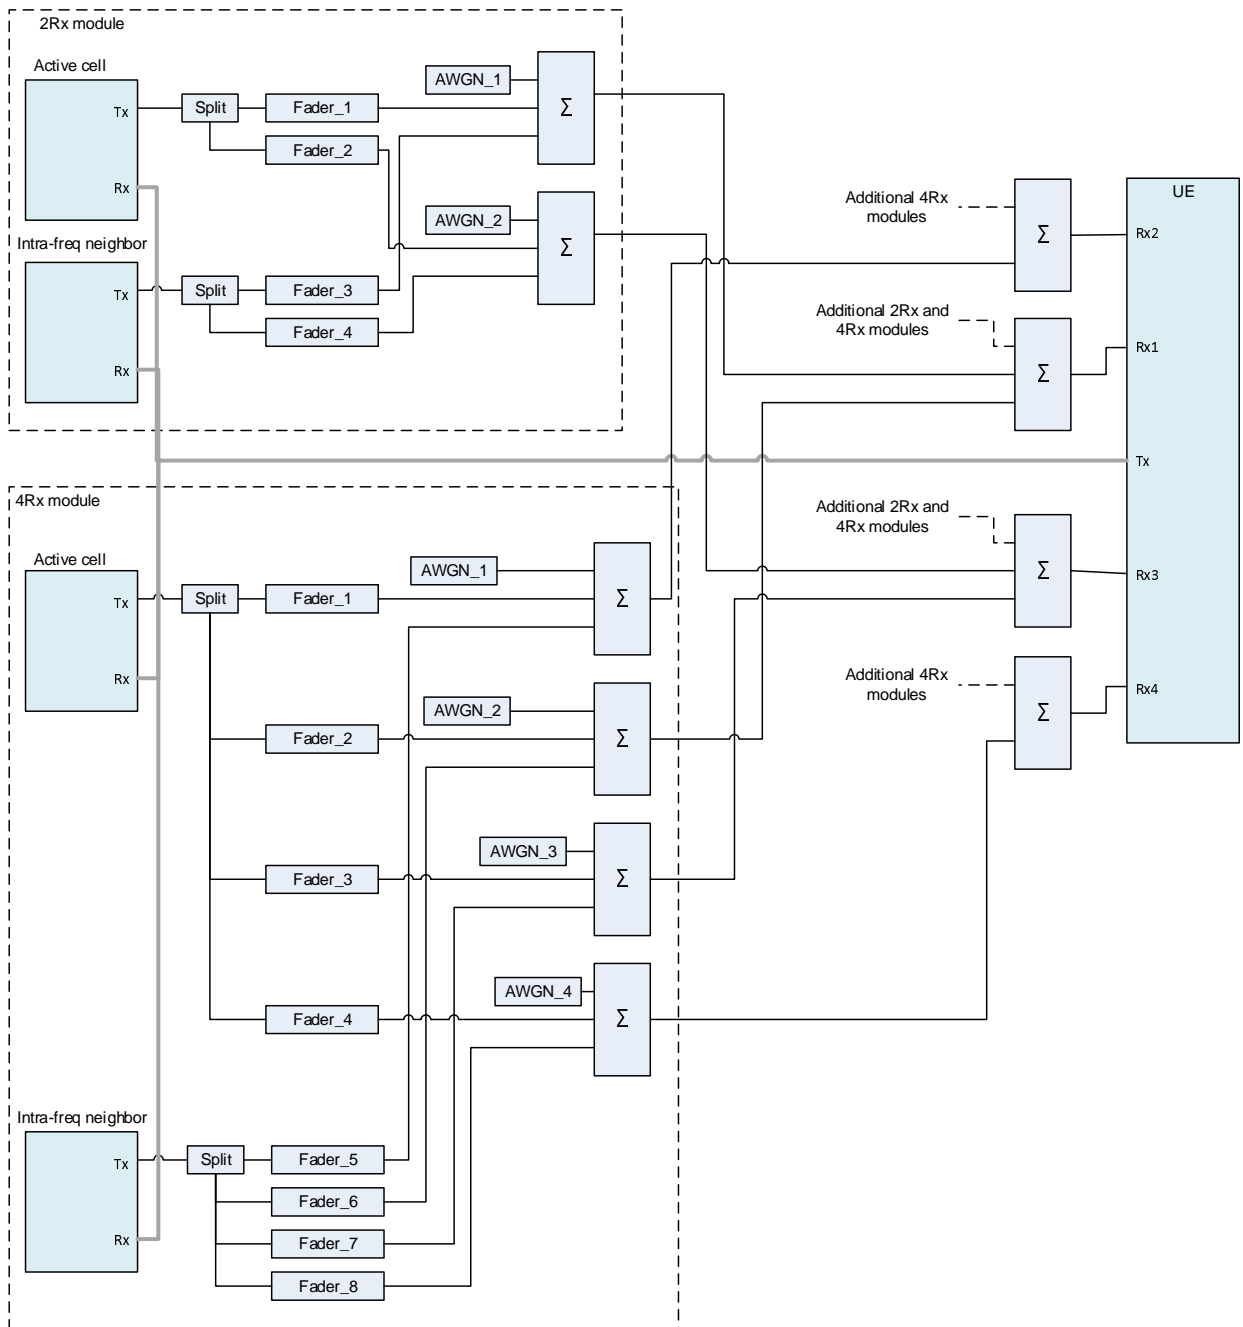 2Rx module
Active cell
Tx
Rx
Split
Fader_1
Fader_2
AWGN_1
Σ
AWGN_2
Σ
Intra-freq neighbor
Tx
Rx
Split
Fader_3
Fader_4
4Rx module
Active cell
Tx
Rx
Split
Fader_1
AWGN_1
Σ
Fader_2
AWGN_2
Σ
Fader_3
AWGN_3
Σ
Fader_4
AWGN_4
Σ
Intra-freq neighbor
Tx
Rx
Split
Fader_5
Fader_6
Fader_7
Fader_8
Additional 4Rx
modules
Σ
Additional 2Rx and
4Rx modules
Σ
Additional 2Rx and
4Rx modules
Σ
Additional 4Rx
modules
Σ
UE
Rx2
Rx1
Tx
Rx3
Rx4